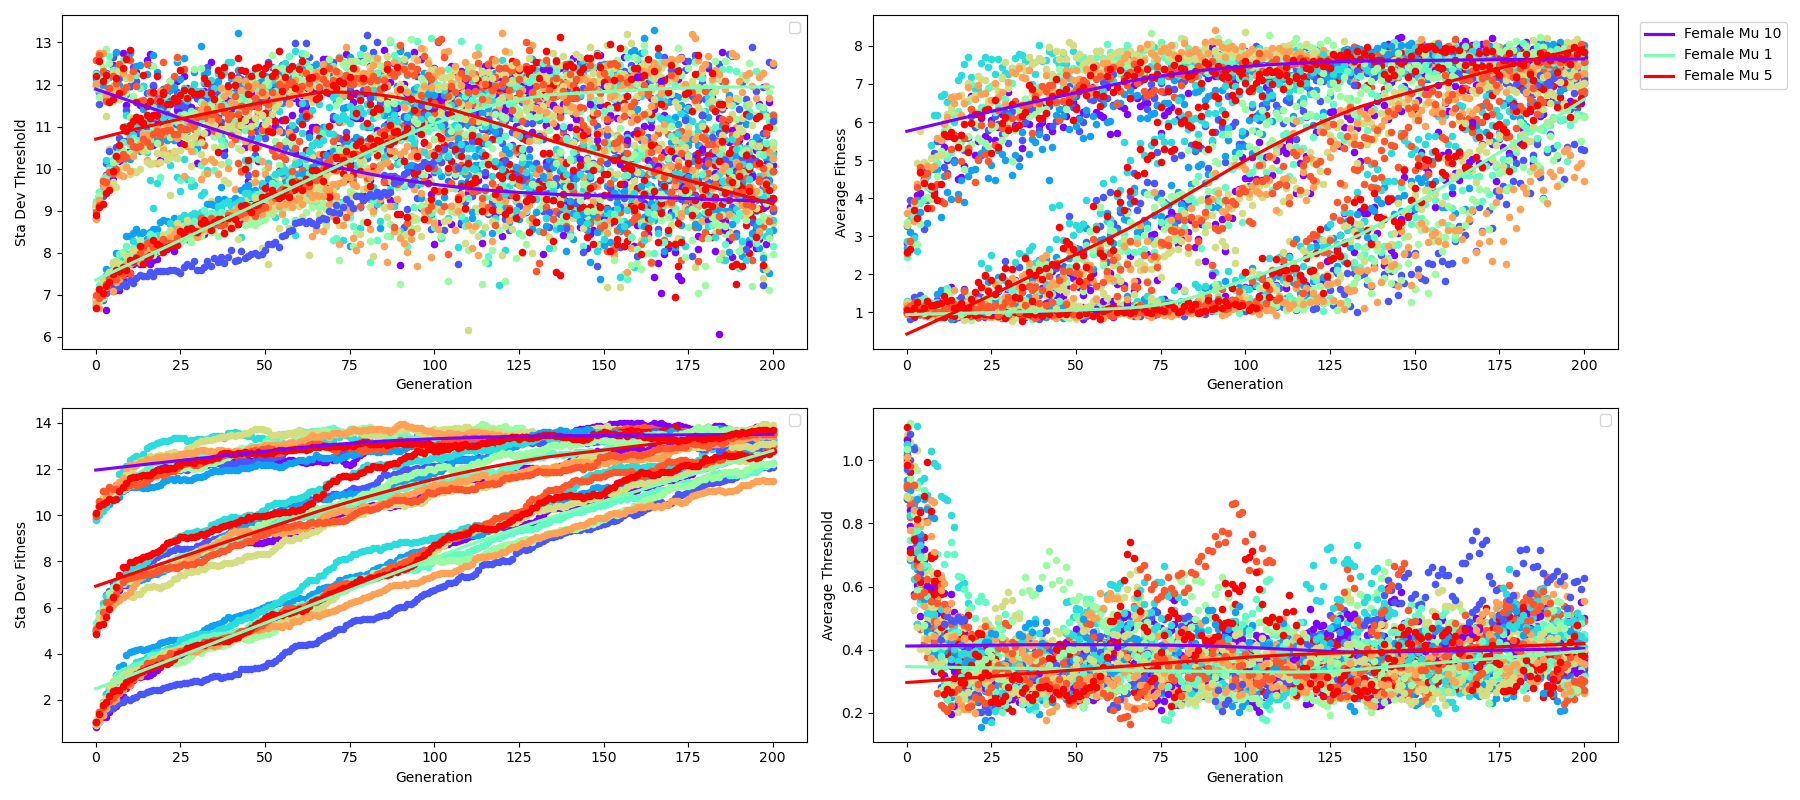 Sta Dev Threshold
13
12
11
10
9
8
7
6
0 25 50 75 100 125 150 175 200
Generation
Average Fitness
8
7
6
5
4
3
2
1
0 25 50 75 100 125 150 175 200
Generation
Female Mu 10
Female Mu 1
Female Mu 5
Sta Dev Fitness
14
12
10
8
6
4
2
0 25 50 75 100 125 150 175 200
Generation
Average Threshold
1.0
0.8
0.6
0.4
0.2
0 25 50 75 100 125 150 175 200
Generation